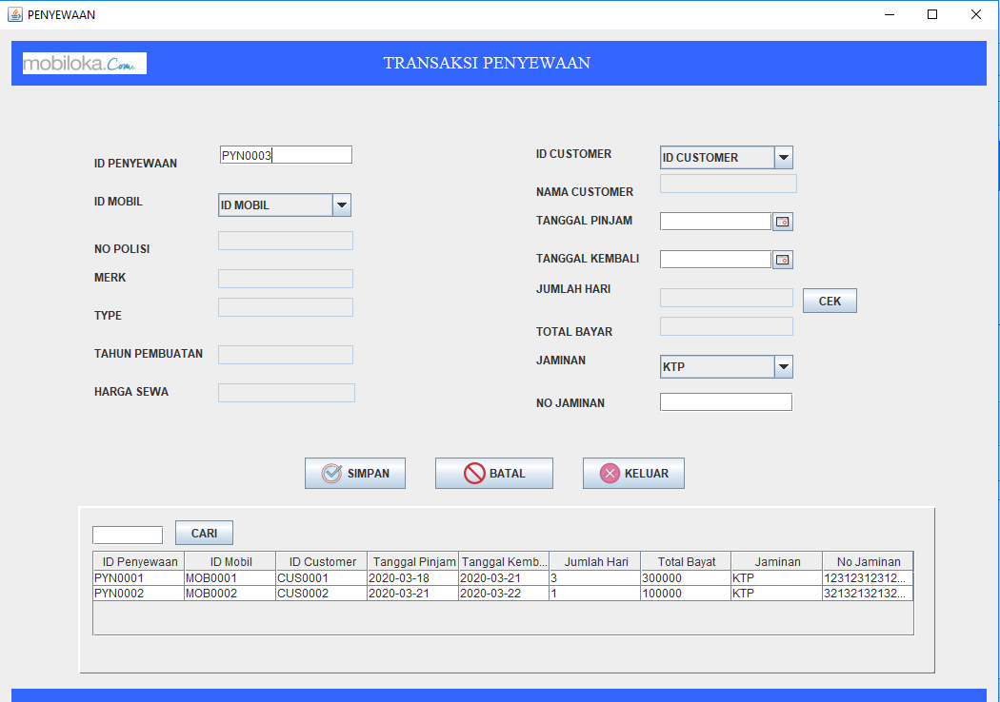 PENYEWAAN
mobiloka.Com
TRANSAKSI PENYEWAAN
ID PENYEWAAN
PYN0003
ID MOBIL
ID MOBIL
NO POLISI
MERK
TYPE
TAHUN PEMBUATAN
HARGA SEWA
ID CUSTOMER
ID CUSTOMER
NAMA CUSTOMER
TANGGAL PINJAM
TANGGAL KEMBALI
JUMLAH HARI
CEK
TOTAL BAYAR
JAMINAN
KTP
NO JAMINAN
SIMPAN
BATAL
KELUAR
CARI
ID Penyewaan ID Mobil ID Customer Tanggal Pinjam Tanggal Kemb... Jumlah Hari Total Bayat Jaminan No Jaminan
PYN0001 MOB0001 CUS0001 2020-03-18 2020-03-21 3 300000 KTP 12312312312...
PYN0002 MOB0002 CUS0002 2020-03-21 2020-03-22 1 100000 KTP 32132132132...